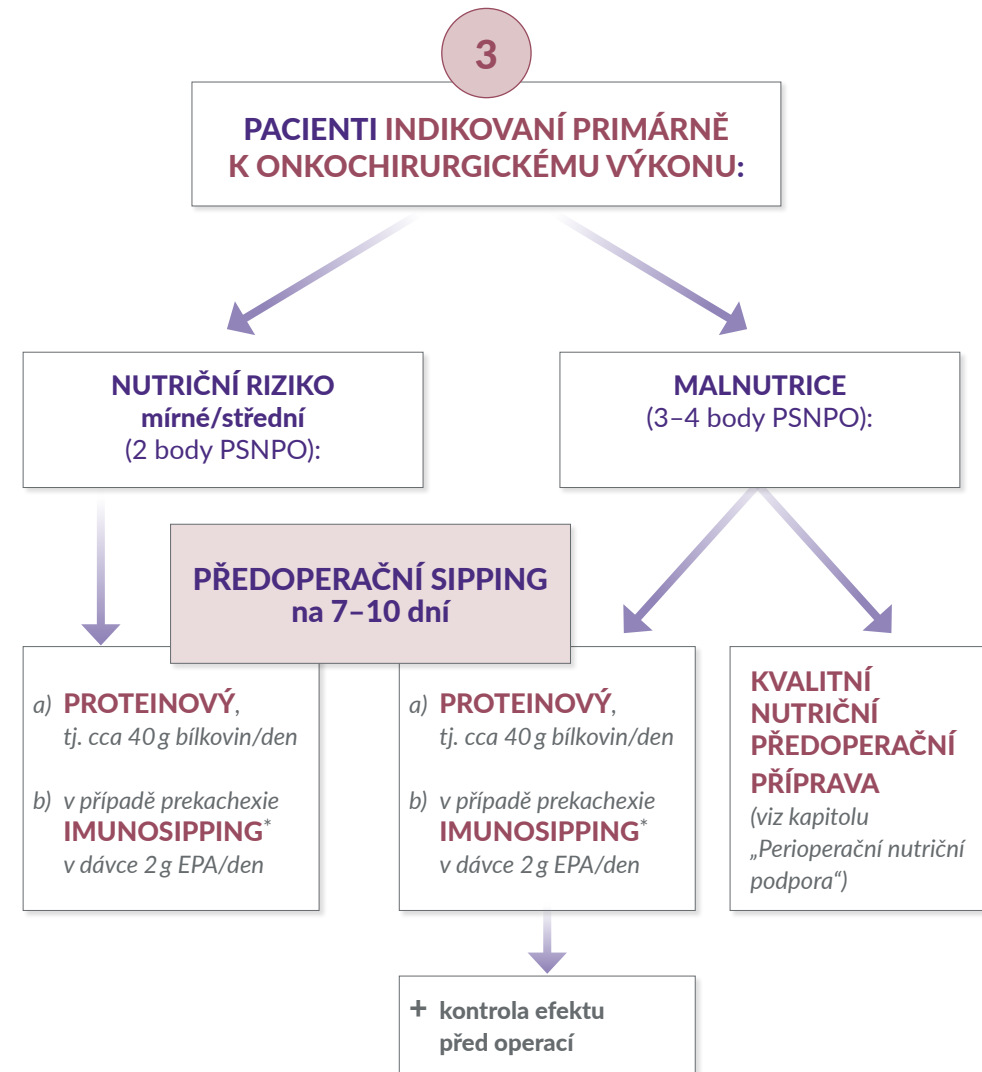 3
PACIENTI INDIKOVANÍ PRIMÁRNĚ
K ONKOCHIRURGICKÉMU VÝKONU:
NUTRIČNÍ RIZIKO
mírné/střední
(2 body PSNPO):
MALNUTRICE
(3–4 body PSNPO):
PŘEDOPERAČNÍ SIPPING
na 7–10 dní
a) PROTEINOVÝ,
tj. cca 40 g bílkovin/den
b) v případě prekachexie
IMUNOSIPPING*
v dávce 2 g EPA/den
a) PROTEINOVÝ,
tj. cca 40 g bílkovin/den
b) v případě prekachexie
IMUNOSIPPING*
v dávce 2 g EPA/den
KVALITNÍ
NUTRIČNÍ
PŘEDOPERAČNÍ
PŘÍPRAVA
(viz kapitolu
„Perioperační nutriční
podpora“)
+ kontrola efektu
před operací